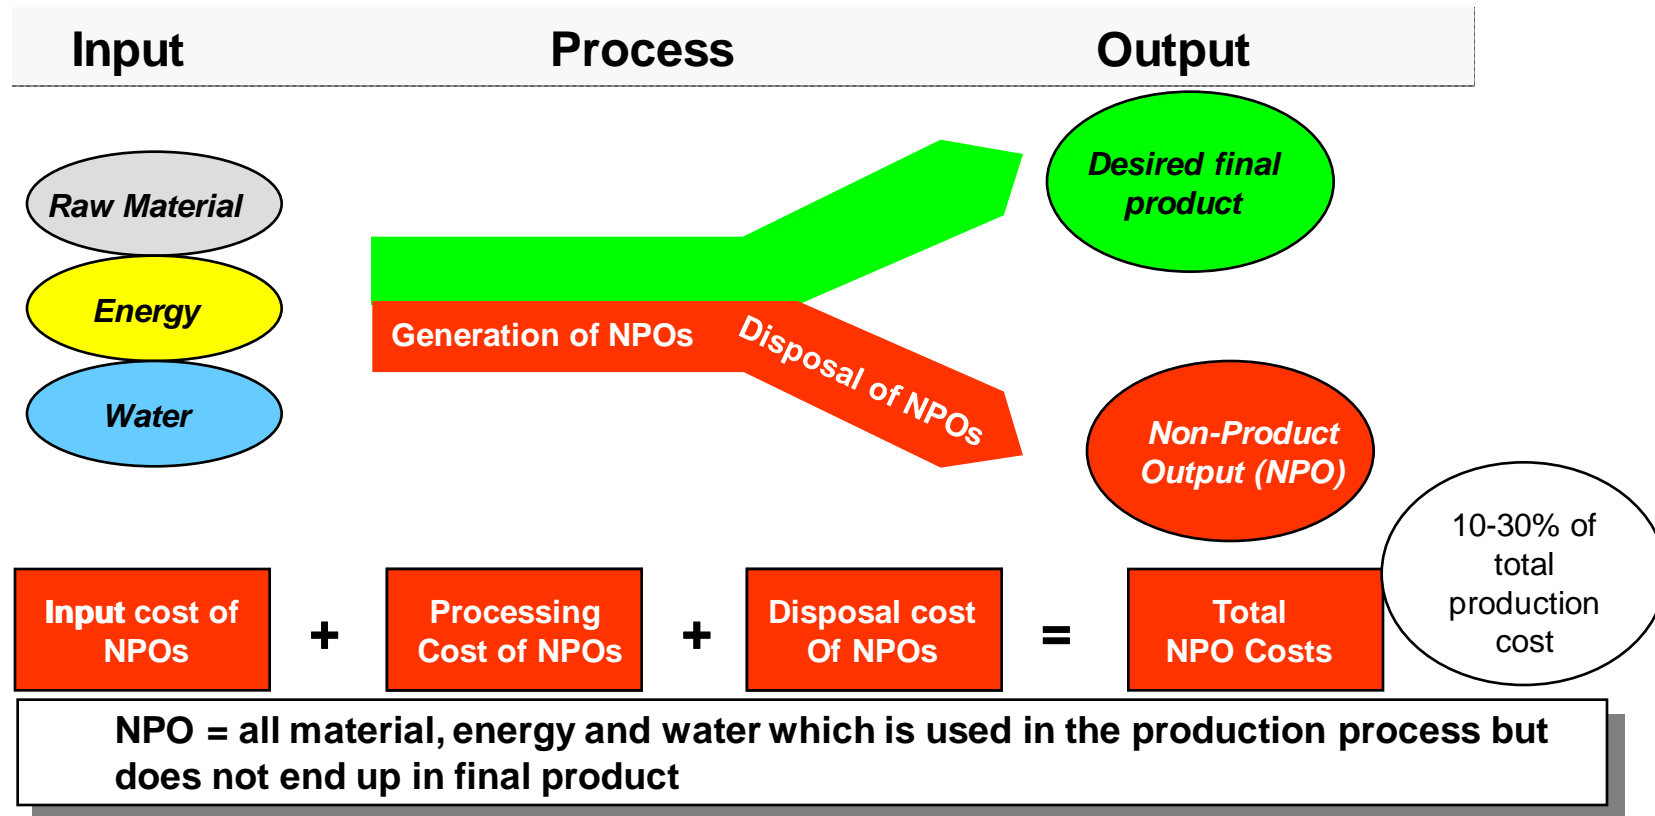 Input Process Output
Raw Material
Energy
Water
Generation of NPOs
Disposal of NPOs
Desired final
product
Non-Product
Output (NPO)
10-30% of
total
production
cost
Input cost of
NPOs
+
Processing
Cost of NPOs
+
Disposal cost
Of NPOs
=
Total
NPO Costs
NPO = all material, energy and water which is used in the production process but
does not end up in final product